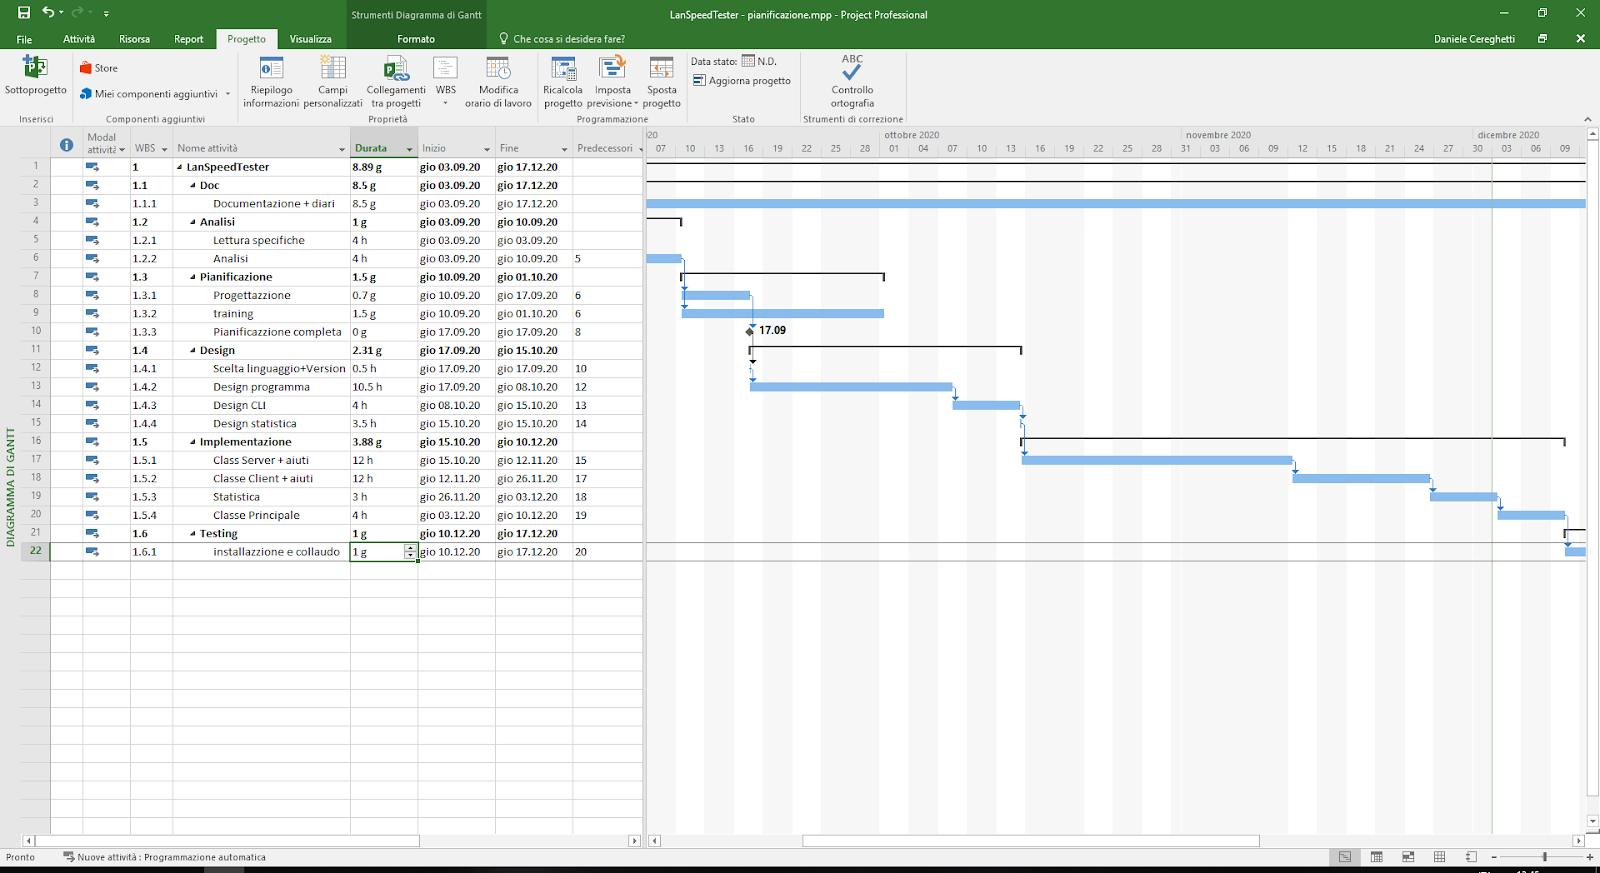 Strumenti Diagramma di Gantt
LanSpeedTester - pianificazione.mpp - Project Professional
File Attività Risorsa Report Progetto Visualizza Formato Che cosa si desidera fare? Daniele Cereghetti
Sottoprogetto
Inserisci
Store
Miei componenti aggiuntivi
Componenti aggiuntivi
Riepilogo informazioni
Campi personalizzati
Collegamenti tra progetti
WBS
Modifica orario di lavoro
Proprietà
Ricalcola progetto
Imposta previsione
Sposta progetto
Programmazione
Data stato: N.D.
Aggiorna progetto
Stato
ABC
Controllo ortografia
Strumenti di correzione
Modal attività WBS Nome attività Durata Inizio Fine Predecessori
20 ottobre 2020 novembre 2020 dicembre 2020
07 10 13 16 19 22 25 28 01 04 07 10 13 16 19 22 25 28 31 03 06 09 12 15 18 21 24 27 30 03 06 09
1 1 LanSpeedTester 8.89 g gio 03.09.20 gio 17.12.20
2 1.1 Doc 8.5 g gio 03.09.20 gio 17.12.20
3 1.1.1 Documentazione + diari 8.5 g gio 03.09.20 gio 17.12.20
4 1.2 Analisi 1 g gio 03.09.20 gio 10.09.20
5 1.2.1 Lettura specifiche 4 h gio 03.09.20 gio 03.09.20
6 1.2.2 Analisi 4 h gio 03.09.20 gio 10.09.20 5
7 1.3 Pianificazione 1.5 g gio 10.09.20 gio 01.10.20
8 1.3.1 Progettazzione 0.7 g gio 10.09.20 gio 17.09.20 6
9 1.3.2 training 1.5 g gio 10.09.20 gio 01.10.20 6
10 1.3.3 Pianificazzione completa 0 g gio 17.09.20 gio 17.09.20 8 17.09
11 1.4 Design 2.31 g gio 17.09.20 gio 15.10.20
12 1.4.1 Scelta linguaggio+Version 0.5 h gio 17.09.20 gio 17.09.20 10
13 1.4.2 Design programma 10.5 h gio 17.09.20 gio 08.10.20 12
14 1.4.3 Design CLI 4 h gio 08.10.20 gio 15.10.20 13
15 1.4.4 Design statistica 3.5 h gio 15.10.20 gio 15.10.20 14
16 1.5 Implementazione 3.88 g gio 15.10.20 gio 10.12.20
17 1.5.1 Class Server + aiuti 12 h gio 15.10.20 gio 12.11.20 15
18 1.5.2 Classe Client + aiuti 12 h gio 12.11.20 gio 26.11.20 17
19 1.5.3 Statistica 3 h gio 26.11.20 gio 03.12.20 18
20 1.5.4 Classe Principale 4 h gio 03.12.20 gio 10.12.20 19
21 1.6 Testing 1 g gio 10.12.20 gio 17.12.20
22 1.6.1 installazzione e collaudo 1 g gio 10.12.20 gio 17.12.20 20
DIAGRAMMA DI GANTT
Pronto Nuove attività : Programmazione automatica